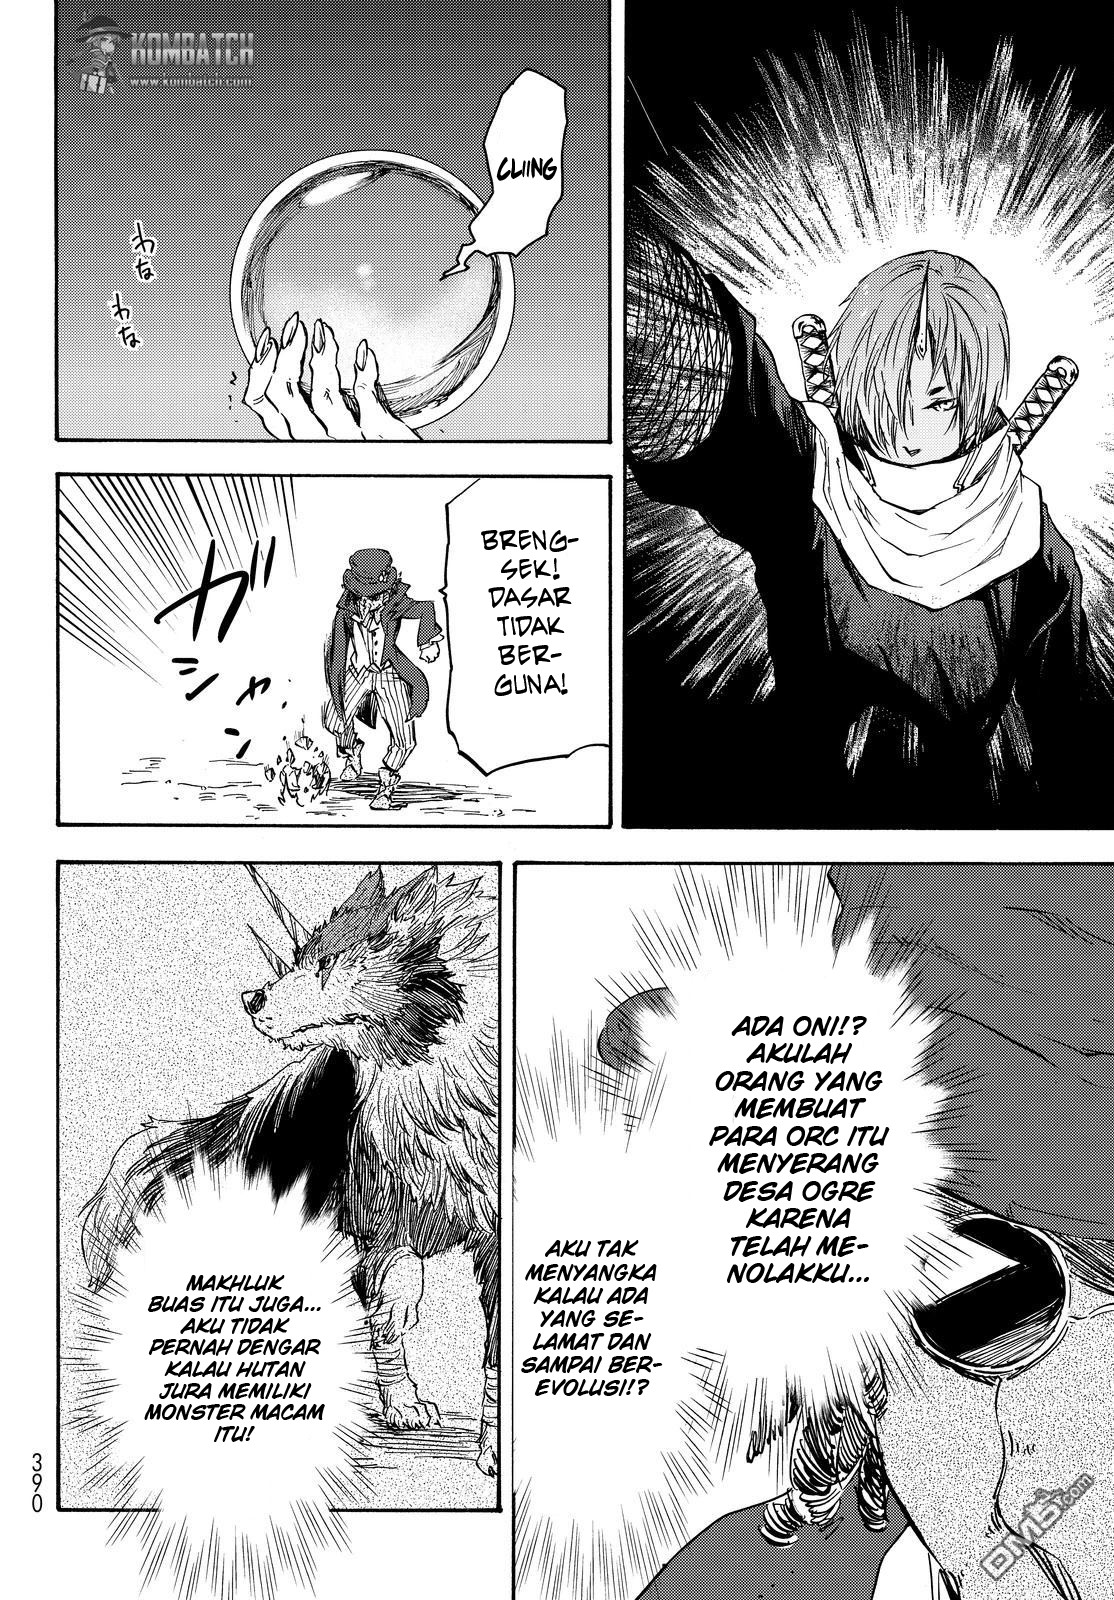 KOMBATCH
www.kombatch.com
CLIING
わな
わな
BRENG-
SEK!
DASAR
TIDAK
BER-
GUNA!
ガ
シャ
ADA ONI!?
AKULAH
ORANG YANG
MEMBUAT
PARA ORC ITU
MENYERANG
DESA OGRE
KARENA
TELAH ME-
NOLAKKU...
AKU TAK
MENYANGKA
KALAU ADA
YANG SE-
LAMAT DAN
SAMPAI BER-
EVOLUSI!?
MAKHLUK
BUAS ITU JUGA...
AKU TIDAK
PERNAH DENGAR
KALAU HUTAN
JURA MEMILIKI
MONSTER MACAM
ITU!
390